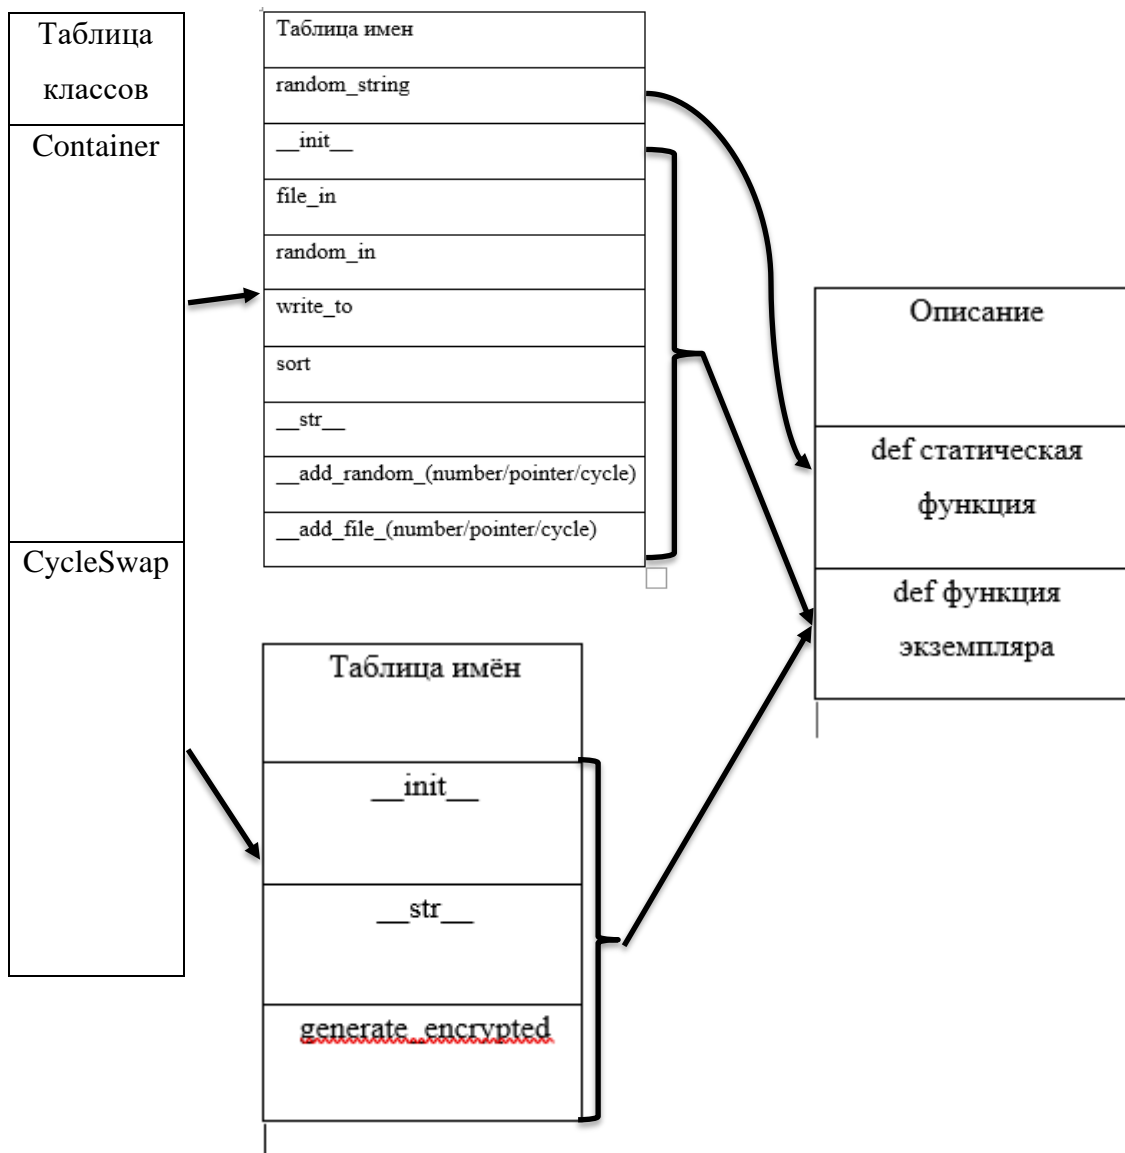 Таблица
классов
Container
CycleSwap
Таблица имен
random_string
__init__
file_in
random_in
write_to
sort
__str__
__add_random_(number/pointer/cycle)
__add_file_(number/pointer/cycle)
Таблица имён
__init__
__str__
generate_encrypted
Описание
def статическая
функция
def функция
экземпляра